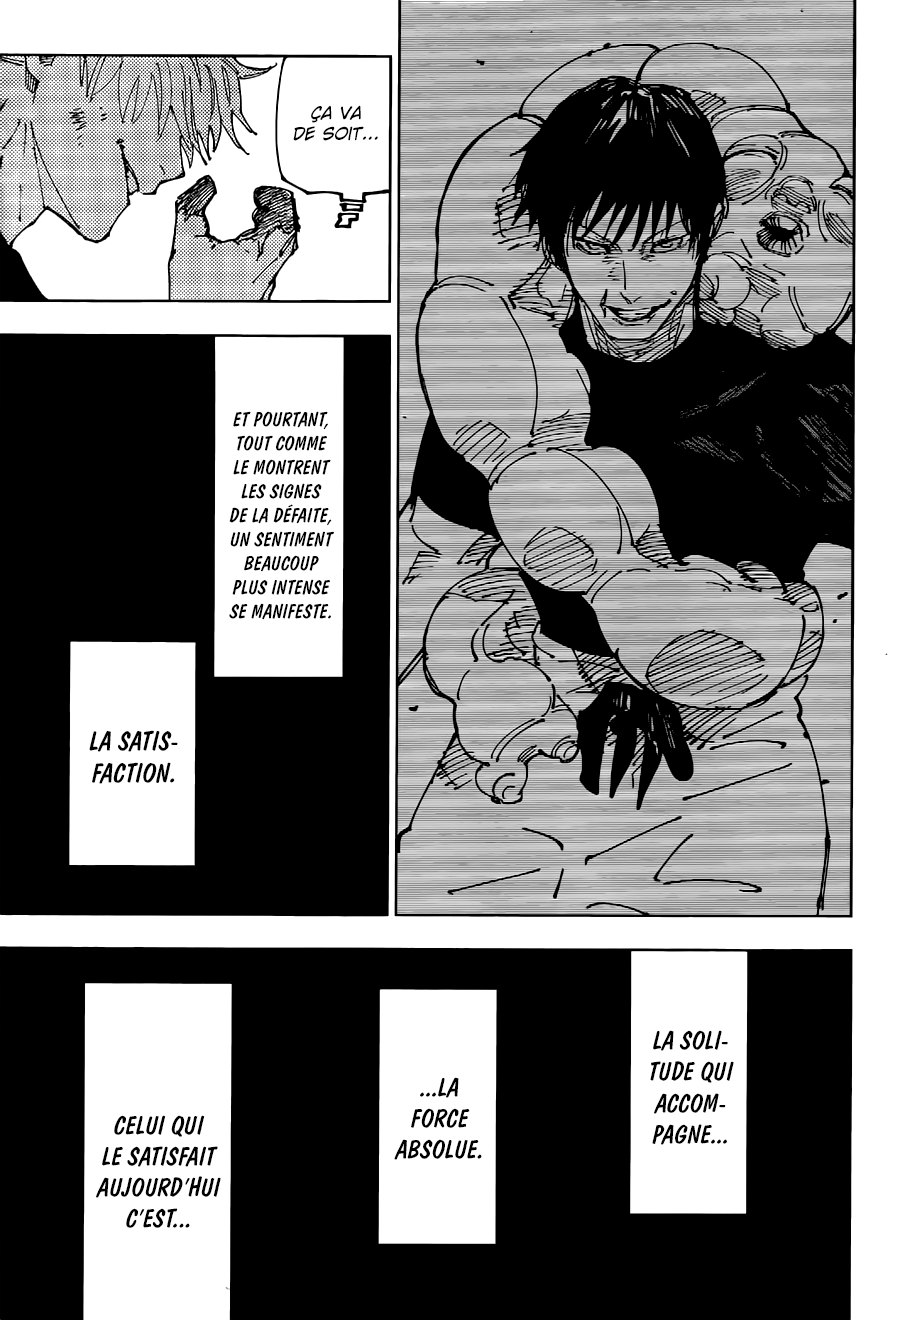 ÇA VA
DE SOIT...
ET POURTANT,
TOUT COMME
LE MONTRENT
LES SIGNES
DE LA DÉFAITE,
UN SENTIMENT
BEAUCOUP
PLUS INTENSE
SE MANIFESTE.
LA SATIS-
FACTION.
LA SOLI-
TUDE QUI
ACCOM-
PAGNE...
...LA
FORCE
ABSOLUE.
CELUI QUI
LE SATISFAIT
AUJOURD'HUI
C'EST...